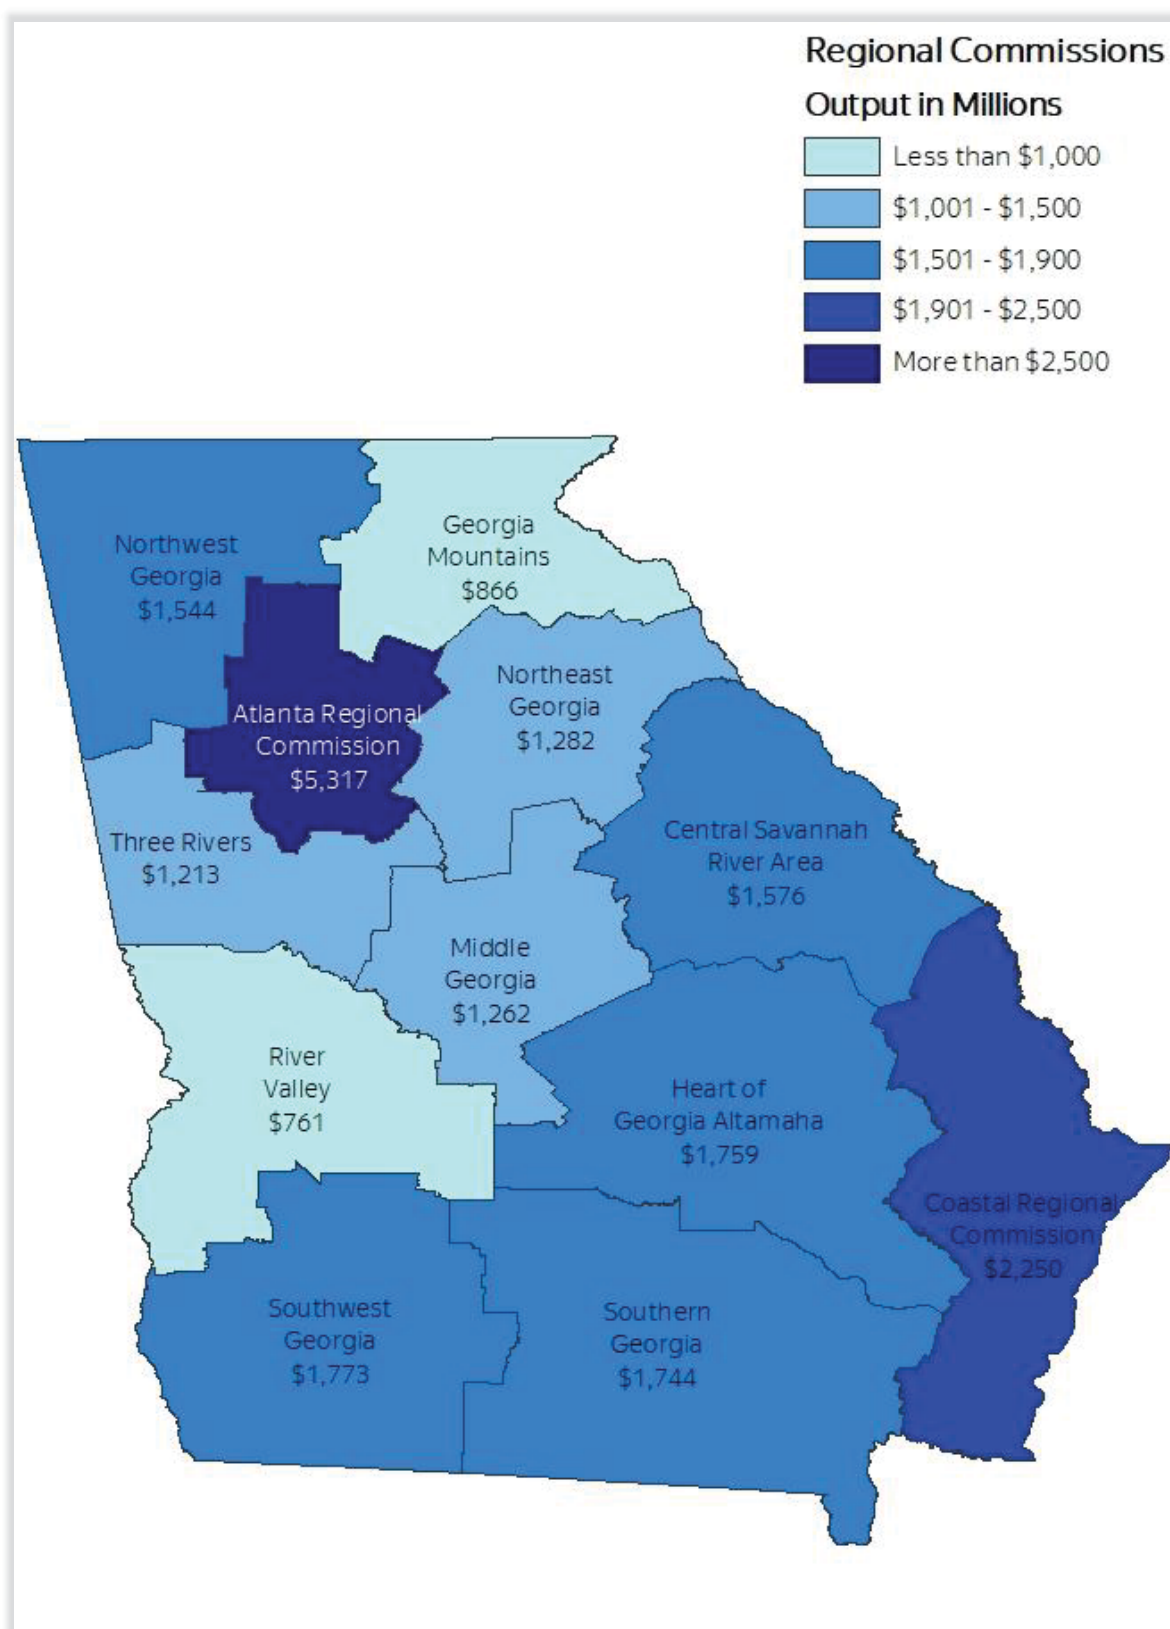 Regional Commissions
Output in Millions
Less than $1,000
$1,001 - $1,500
$1,501 - $1,900
$1,901 - $2,500
More than $2,500
Northwest
Georgia
$1,544
Georgia
Mountains
$866
Atlanta Regional
Commission
$5,317
Northeast
Georgia
$1,282
Three Rivers
$1,213
Central Savannah
River Area
$1,576
Middle
Georgia
$1,262
River
Valley
$761
Heart of
Georgia Altamaha
$1,759
Coastal Regional
Commission
$2,250
Southwest
Georgia
$1,773
Southern
Georgia
$1,744